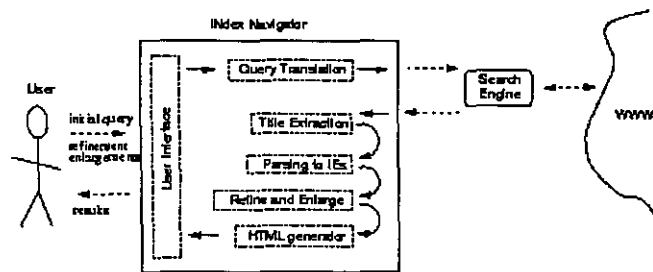 Index Navigator
User
initial query
refinement
enlargements
results
User Interface
Query Translation
Title Extraction
Parsing to IEs
Refine and Enlarge
HTML generator
Search
Engine
WWW